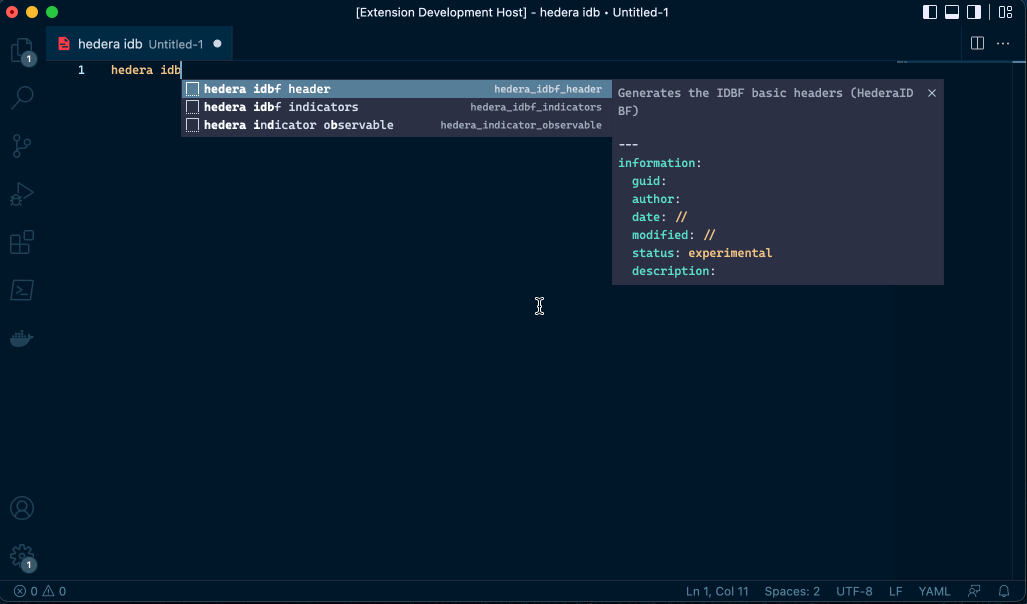 [Extension Development Host] - hedera idb • Untitled-1
hedera idb Untitled-1
1
1 hedera idb
hedera idbf header hedera_idbf_header
hedera idbf indicators hedera_idbf_indicators
hedera indicator observable hedera_indicator_observable
Generates the IDBF basic headers (HederaID
BF)
---
information:
guid:
author:
date: //
modified: //
status: experimental
description:
1
0 0 Ln 1, Col 11 Spaces: 2 UTF-8 LF YAML